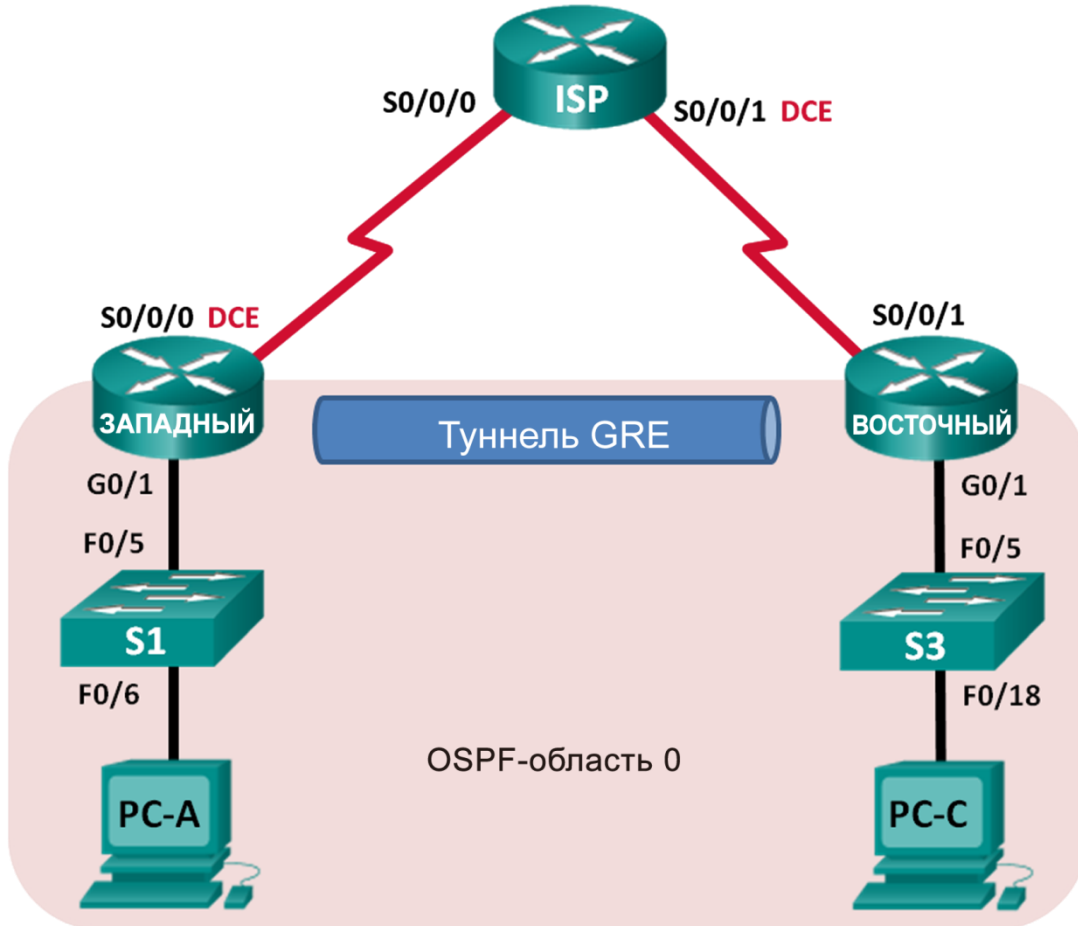 ISP
S0/0/0
S0/0/1 DCE
S0/0/0 DCE
S0/0/1
ЗАПАДНЫЙ
Туннель GRE
ВОСТОЧНЫЙ
G0/1
G0/1
F0/5
F0/5
S1
S3
F0/6
F0/18
OSPF-область 0
PC-A
PC-C